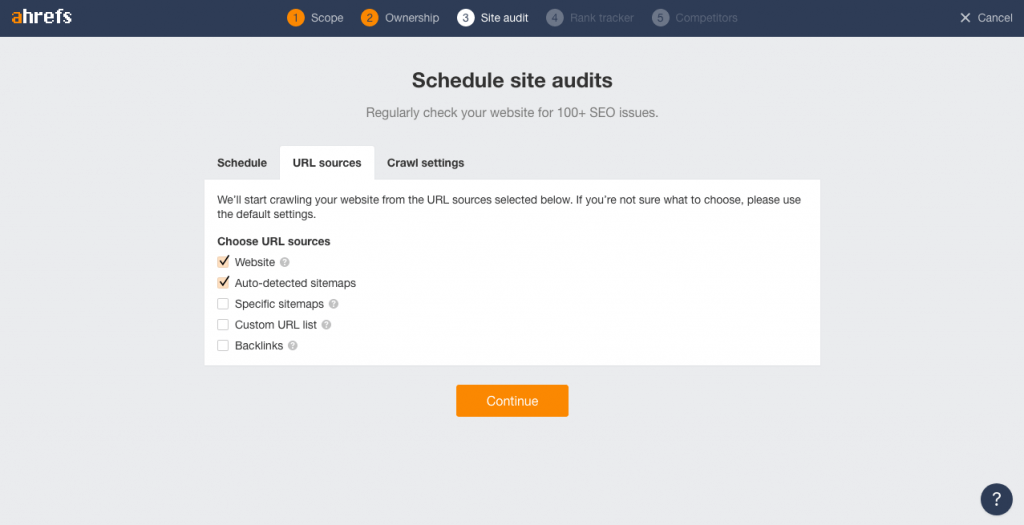 ahrefs
1 Scope
2 Ownership
3 Site audit
4 Rank tracker
5 Competitors
Cancel
Schedule site audits
Regularly check your website for 100+ SEO issues.
Schedule
URL sources
Crawl settings
We'll start crawling your website from the URL sources selected below. If you're not sure what to choose, please use
the default settings.
Choose URL sources
Website ?
Auto-detected sitemaps
Specific sitemaps ?
Custom URL list ?
Backlinks ?
Continue
?